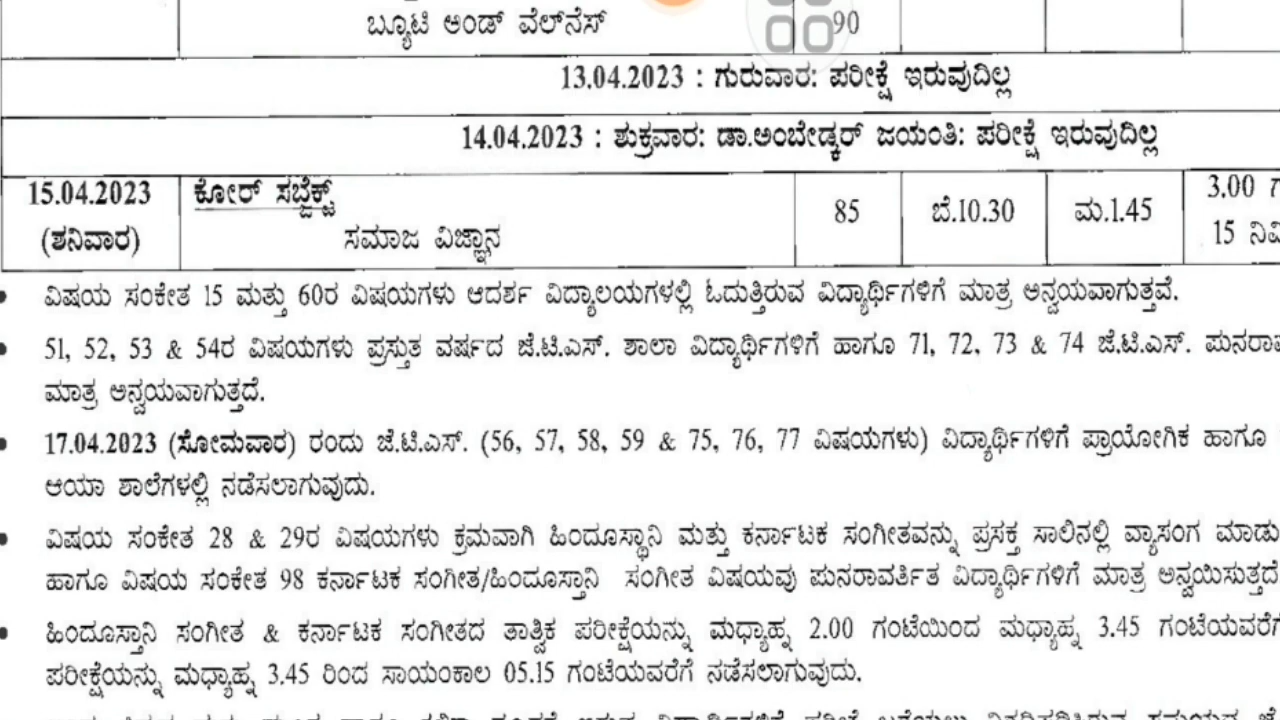 ಬ್ಯೂಟಿ ಅಂಡ್ ವೆಲ್‌ನೆಸ್ 90
13.04.2023 : ಗುರುವಾರ: ಪರೀಕ್ಷೆ ಇರುವುದಿಲ್ಲ
14.04.2023 : ಶುಕ್ರವಾರ: ಡಾ.ಅಂಬೇಡ್ಕರ್ ಜಯಂತಿ: ಪರೀಕ್ಷೆ ಇರುವುದಿಲ್ಲ
15.04.2023 ಕೋರ್ ಸಬ್ಜೆಕ್ಟ್ 85 ಬೆ.10.30 ಮ.1.45 3.00
(ಶನಿವಾರ) ಸಮಾಜ ವಿಜ್ಞಾನ 15
ವಿಷಯ ಸಂಕೇತ 15 ಮತ್ತು 60ರ ವಿಷಯಗಳು ಆದರ್ಶ ವಿದ್ಯಾಲಯಗಳಲ್ಲಿ ಓದುತ್ತಿರುವ ವಿದ್ಯಾರ್ಥಿಗಳಿಗೆ ಮಾತ್ರ ಅನ್ವಯವಾಗುತ್ತವೆ.
51, 52, 53 & 54ರ ವಿಷಯಗಳು ಪ್ರಸ್ತುತ ವರ್ಷದ ಜೆ.ಟಿ.ಎಸ್. ಶಾಲಾ ವಿದ್ಯಾರ್ಥಿಗಳಿಗೆ ಹಾಗೂ 71, 72, 73 & 74 ಜೆ.ಟಿ.ಎಸ್.
ಮಾತ್ರ ಅನ್ವಯವಾಗುತ್ತದೆ.
17.04.2023 (ಸೋಮವಾರ) ರಂದು ಜೆ.ಟಿ.ಎಸ್. (56, 57, 58, 59 & 75, 76, 77 ವಿಷಯಗಳು) ವಿದ್ಯಾರ್ಥಿಗಳಿಗೆ ಪ್ರಾಯೋಗಿಕ ಹಾಗೂ
ಆಯಾ ಶಾಲೆಗಳಲ್ಲಿ ನಡೆಸಲಾಗುವುದು.
ವಿಷಯ ಸಂಕೇತ 28 & 29ರ ವಿಷಯಗಳು ಕ್ರಮವಾಗಿ ಹಿಂದೂಸ್ಥಾನಿ ಮತ್ತು ಕರ್ನಾಟಕ ಸಂಗೀತವನ್ನು ಪ್ರಸಕ್ತ ಸಾಲಿನಲ್ಲಿ ವ್ಯಾಸಂಗ ಮಾಡು
ಹಾಗೂ ವಿಷಯ ಸಂಕೇತ 98 ಕರ್ನಾಟಕ ಸಂಗೀತ/ಹಿಂದೂಸ್ತಾನಿ ಸಂಗೀತ ವಿಷಯವು ಪುನರಾವರ್ತಿತ ವಿದ್ಯಾರ್ಥಿಗಳಿಗೆ ಮಾತ್ರ ಅನ್ವಯಿಸುತ್ತದೆ
ಹಿಂದೂಸ್ತಾನಿ ಸಂಗೀತ & ಕರ್ನಾಟಕ ಸಂಗೀತದ ತಾತ್ವಿಕ ಪರೀಕ್ಷೆಯನ್ನು ಮಧ್ಯಾಹ್ನ 2.00 ಗಂಟೆಯಿಂದ ಮಧ್ಯಾಹ್ನ 3.45 ಗಂಟೆಯವರೆಗೆ
ಪರೀಕ್ಷೆಯನ್ನು ಮಧ್ಯಾಹ್ನ 3.45 ರಿಂದ ಸಾಯಂಕಾಲ 05.15 ಗಂಟೆಯವರೆಗೆ ನಡೆಸಲಾಗುವುದು.